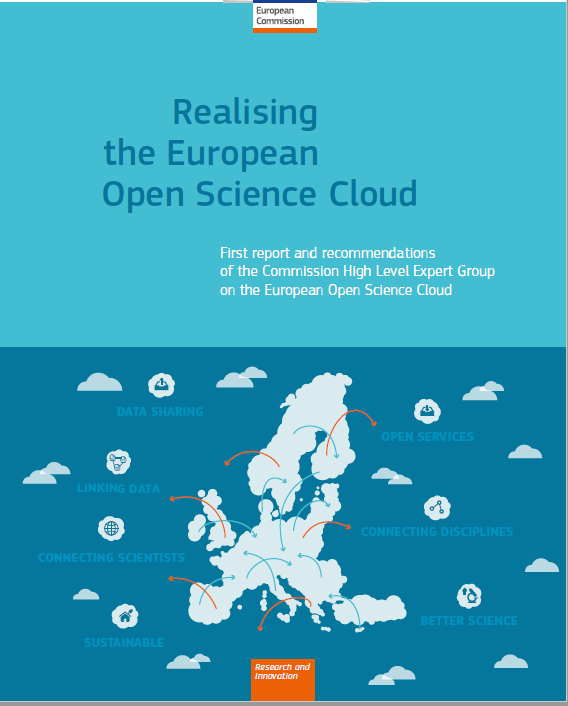 European
Commission
Realising
the European
Open Science Cloud
First report and recommendations
of the Commission High Level Expert Group
on the European Open Science Cloud
DATA SHARING
OPEN SERVICES
LINKING DATA
CONNECTING DISCIPLINES
CONNECTING SCIENTISTS
BETTER SCIENCE
SUSTAINABLE
Research and
Innovation